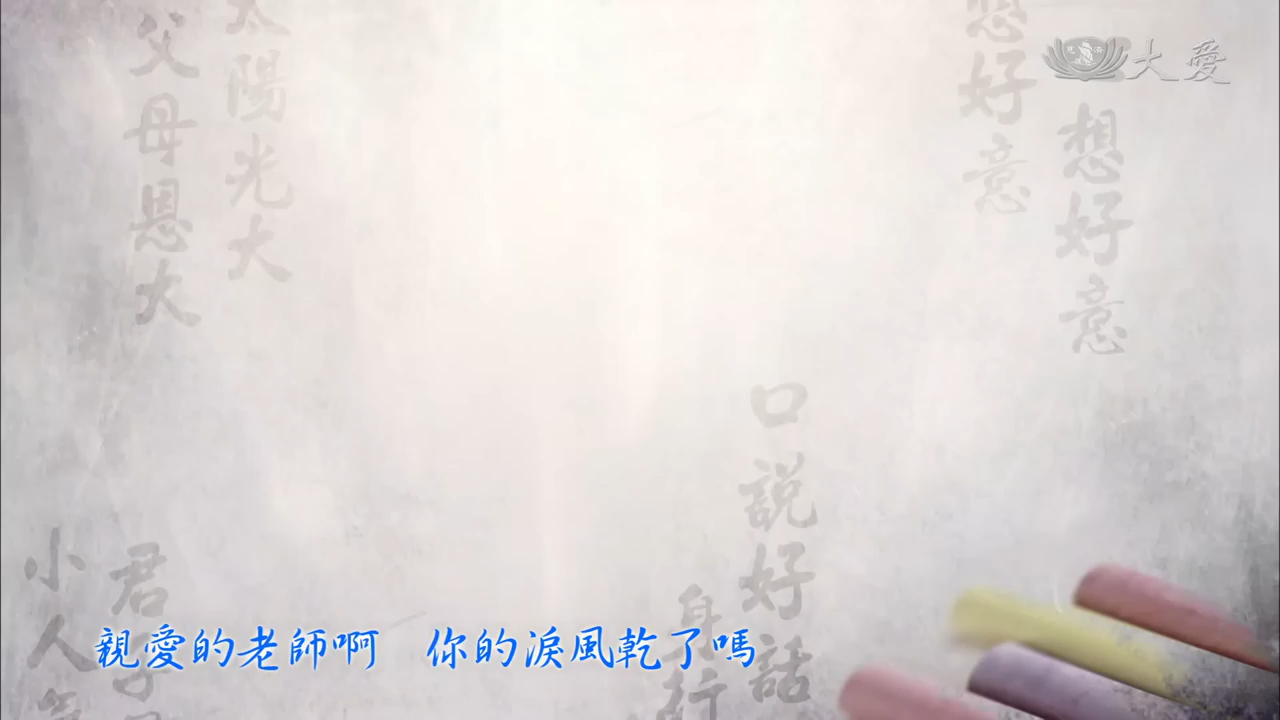 大愛
想好意
想好意
太陽光大
父母恩大
口說好話
身行
君子
小人
親愛的老師啊 你的淚風乾了嗎